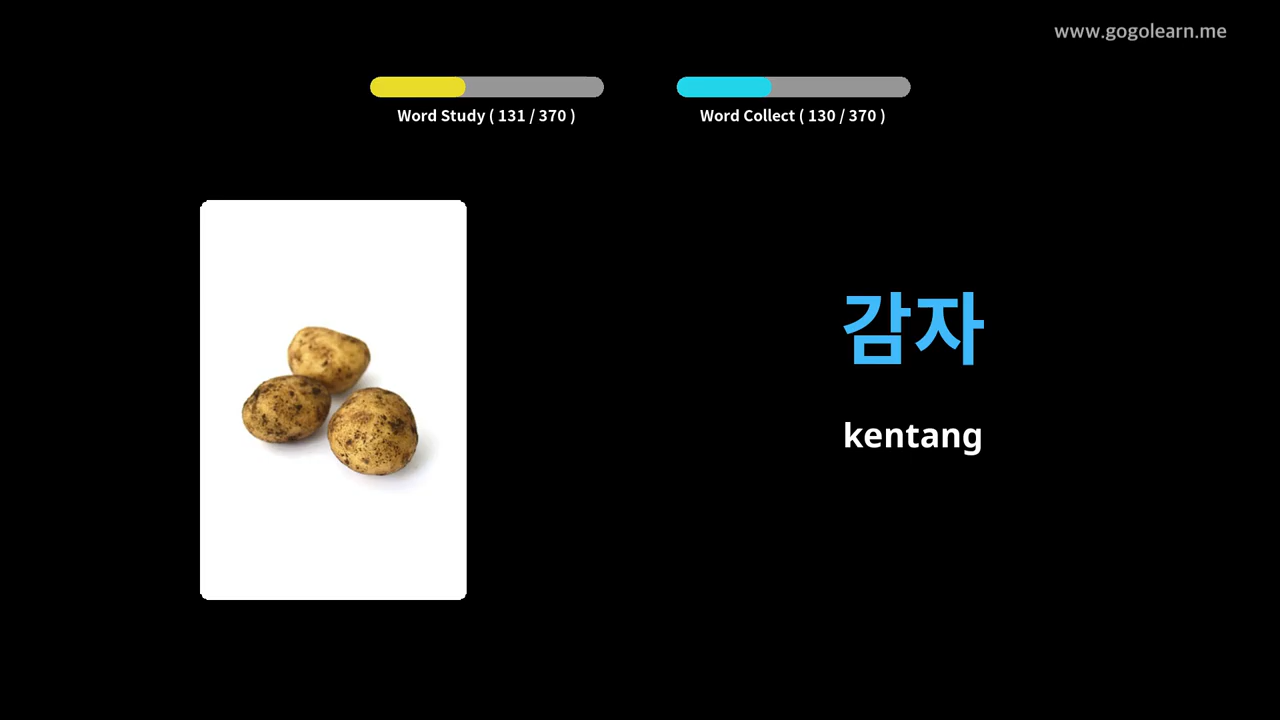 www.gogolearn.me
Word Study ( 131 / 370 )
Word Collect ( 130 / 370 )
감자
kentang